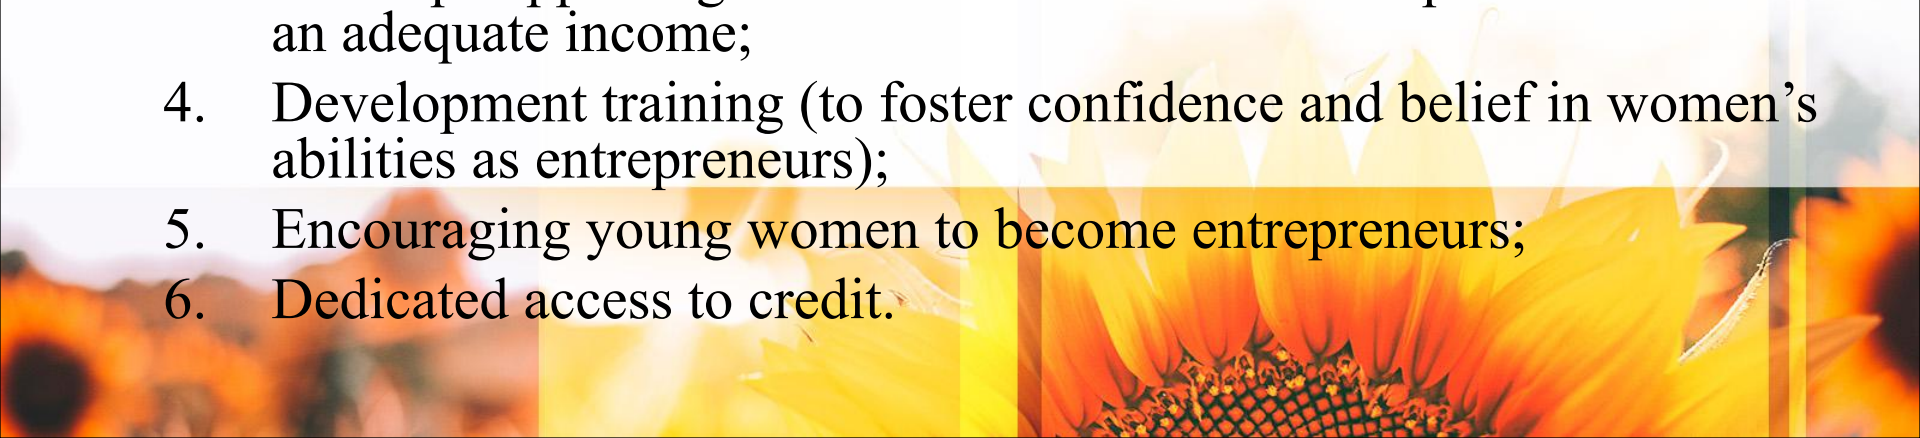 an adequate income;
4. Development training (to foster confidence and belief in women’s
abilities as entrepreneurs);
5. Encouraging young women to become entrepreneurs;
6. Dedicated access to credit.